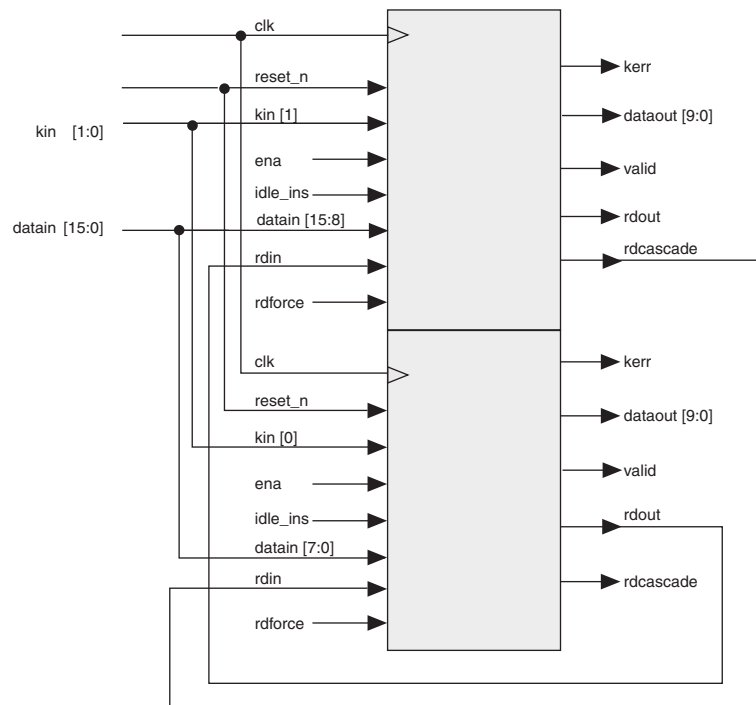 clk
reset_n
kin [1:0]
kin [1]
ena
idle_ins
datain [15:0]
datain [15:8]
rdin
rdforce
kerr
dataout [9:0]
valid
rdout
rdcascade
clk
reset_n
kin [0]
ena
idle_ins
datain [7:0]
rdin
rdforce
kerr
dataout [9:0]
valid
rdout
rdcascade